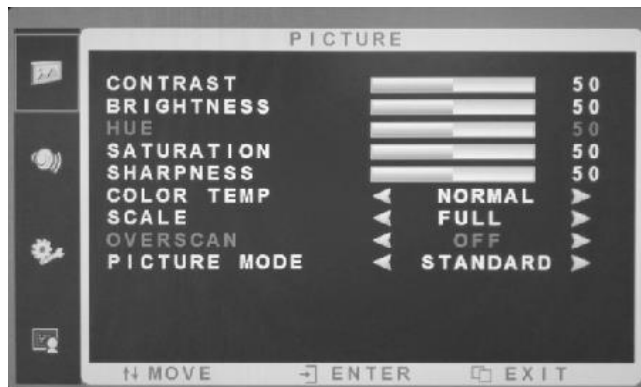 PICTURE
CONTRAST 50
BRIGHTNESS 50
HUE 50
SATURATION 50
SHARPNESS 50
COLOR TEMP NORMAL
SCALE FULL
OVERSCAN OFF
PICTURE MODE STANDARD
MOVE ENTER EXIT